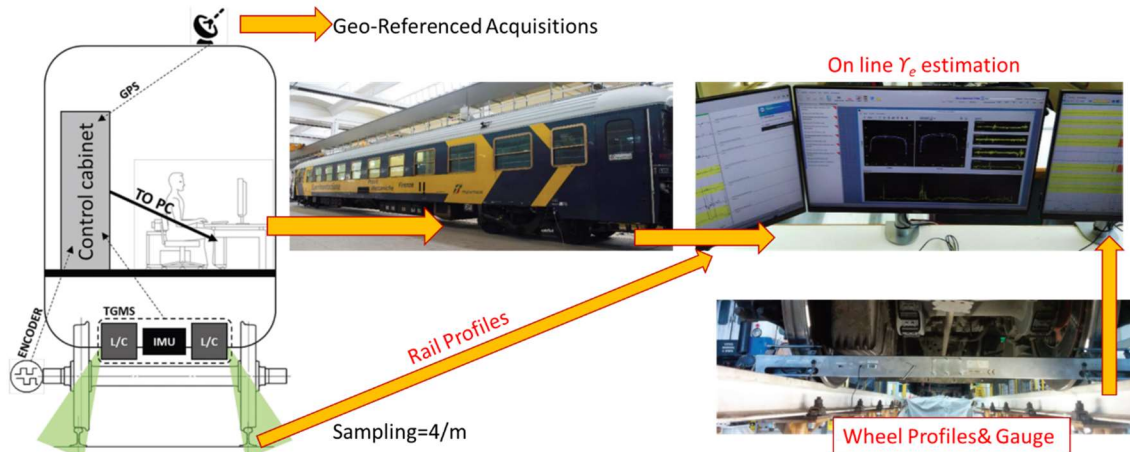 Geo-Referenced Acquisitions
GPS
On line ϒₑ estimation
Control cabinet
TO PC
ENCODER
TGMS
L/C
IMU
L/C
Rail Profiles
Sampling=4/m
Wheel Profiles& Gauge